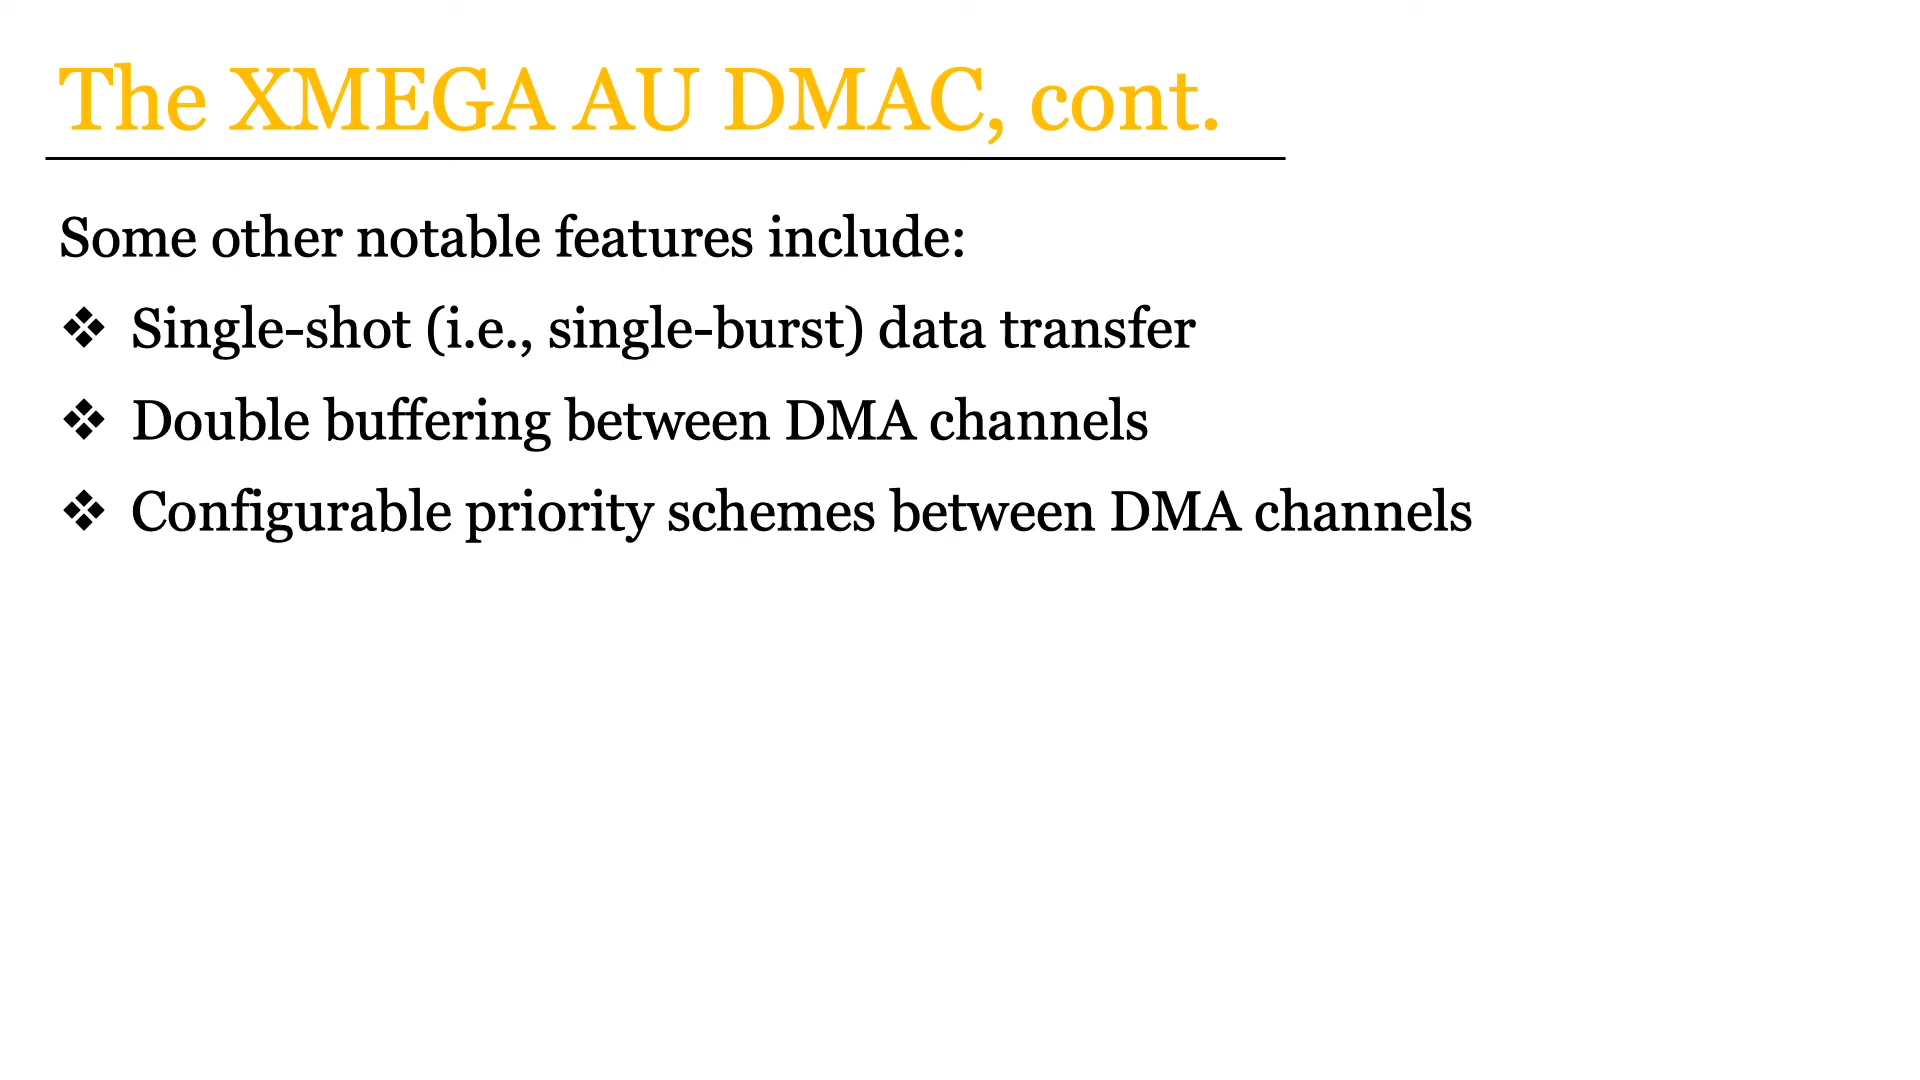 The XMEGA AU DMAC, cont.
Some other notable features include:
❖ Single-shot (i.e., single-burst) data transfer
❖ Double buffering between DMA channels
❖ Configurable priority schemes between DMA channels